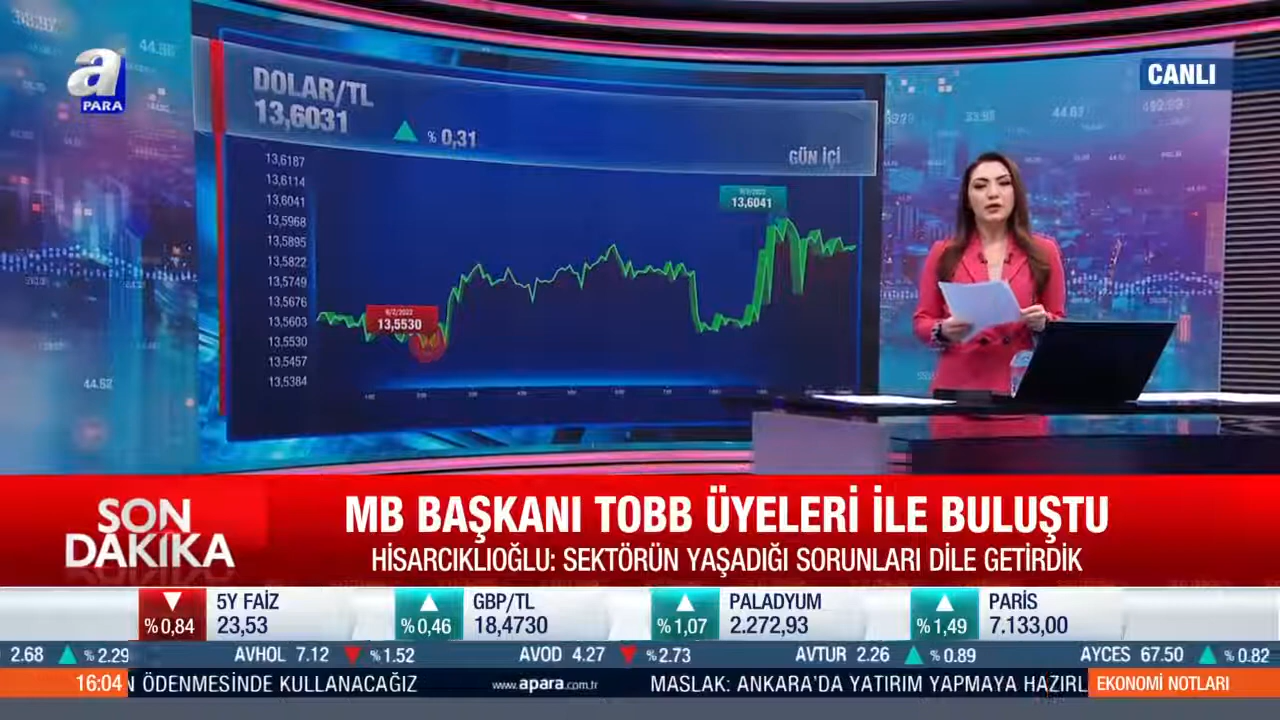 a
PARA
CANLI
DOLAR/TL
13,6031
% 0,31
GÜN İÇİ
13,6187
13,6114
13,6041
13,5968
13,5895
13,5822
13,5749
13,5676
13,5603
13,5530
13,5457
13,5384
13,6041
13,5530
SON DAKİKA
MB BAŞKANI TOBB ÜYELERİ İLE BULUŞTU
HİSARCIKLIOĞLU: SEKTÖRÜN YAŞADIĞI SORUNLARI DİLE GETİRDİK
%0,84 5Y FAİZ 23,53
%0,46 GBP/TL 18,4730
%1,07 PALADYUM 2.272,93
%1,49 PARİS 7.133,00
2.68 %2.29 AVHOL 7.12 %1.52 AVOD 4.27 %2.73 AVTUR 2.26 %0.89 AYCES 67.50 %0.82
16:04 N ÖDENMESİNDE KULLANACAĞIZ www.apara.com.tr MASLAK: ANKARA'DA YATIRIM YAPMAYA HAZIRL EKONOMİ NOTLARI